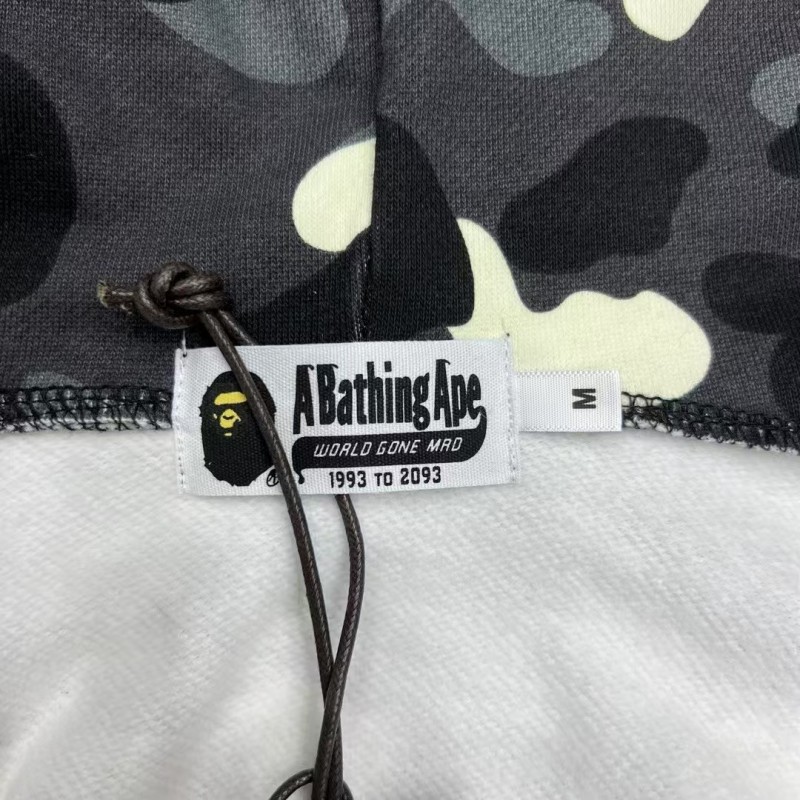 A Bathing Ape
WORLD GONE MAD
1993 TO 2093
M